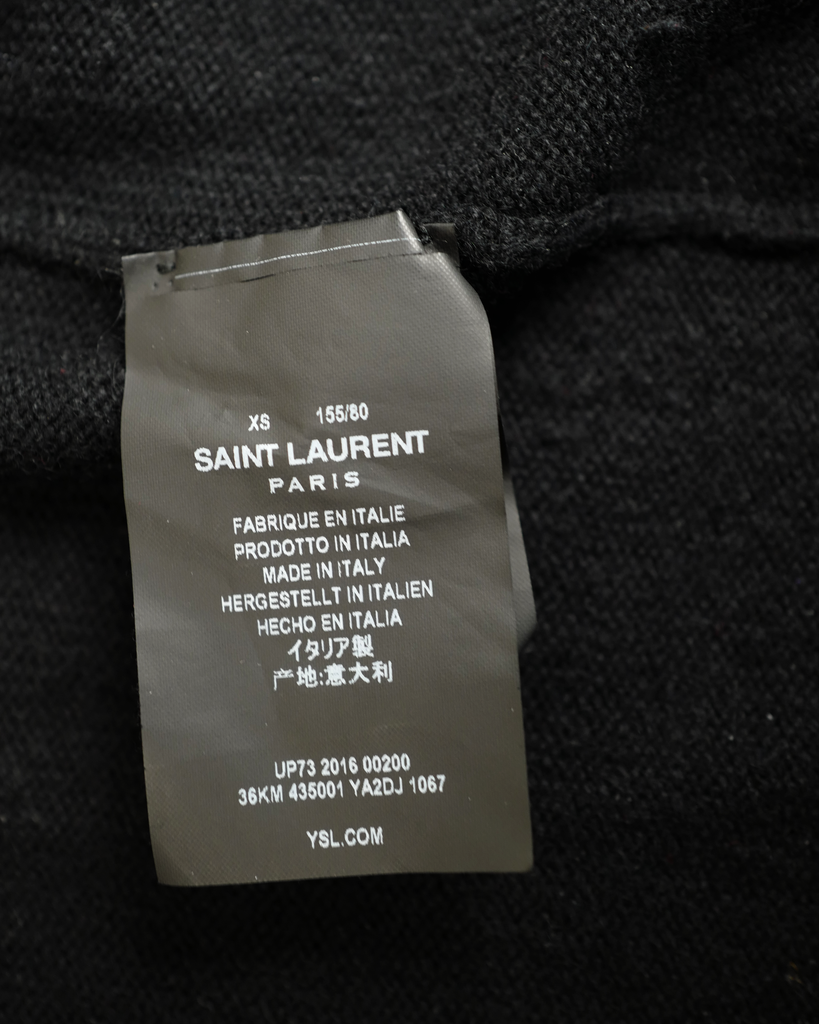 XS 155/80
SAINT LAURENT
PARIS
FABRIQUE EN ITALIE
PRODOTTO IN ITALIA
MADE IN ITALY
HERGESTELLT IN ITALIEN
HECHO EN ITALIA
イタリア製
产地:意大利
UP73 2016 00200
36KM 435001 YA2DJ 1067
YSL.COM